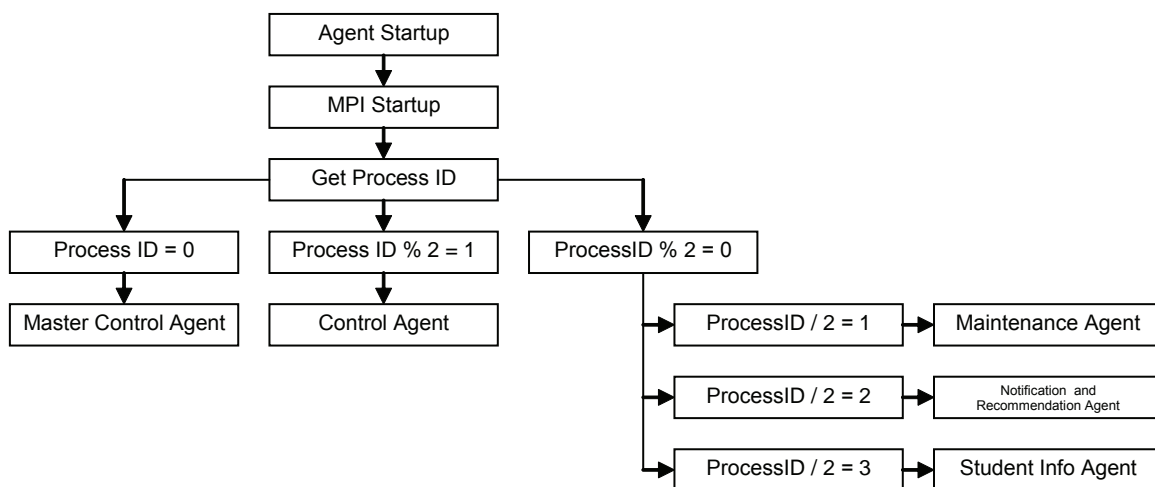 Agent Startup
MPI Startup
Get Process ID
Process ID = 0
Process ID % 2 = 1
ProcessID % 2 = 0
Master Control Agent
Control Agent
ProcessID / 2 = 1
Maintenance Agent
ProcessID / 2 = 2
Notification and
Recommendation Agent
ProcessID / 2 = 3
Student Info Agent